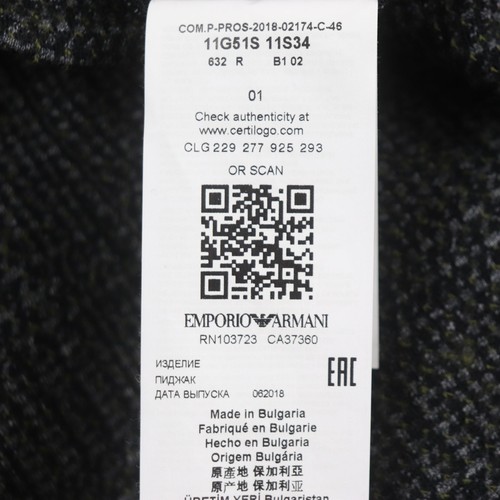 COM.P-PROS-2018-02174-C-46
11G51S 11S34
632 R B1 02
01
Check authenticity at
www.certilogo.com
CLG 229 277 925 293
OR SCAN
EMPORIO ARMANI
RN103723 CA37360
ИЗДЕЛИЕ
ПИДЖАК
ДАТА ВЫПУСКА 062018
EAC
Made in Bulgaria
Fabriqué en Bulgarie
Hecho en Bulgaria
Origem Bulgária
原產地 保加利亞
原产地 保加利亚
ÜRETİM YERİ Bulgaristan